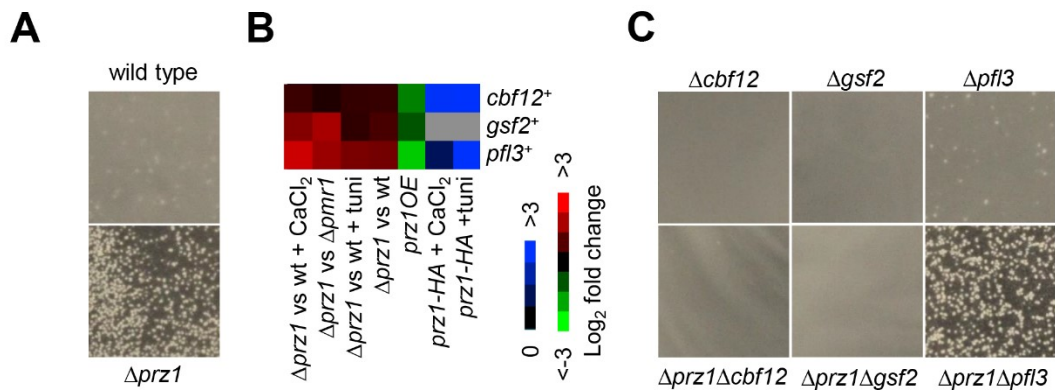 A
wild type
Δprz1
B
cbf12⁺
gsf2⁺
pfl3⁺
Δprz1 vs wt + CaCl₂
Δprz1 vs Δpmr1
Δprz1 vs wt + tuni
Δprz1 vs wt
prz1OE
prz1-HA + CaCl₂
prz1-HA +tuni
0
>3
<-3
>3
Log₂ fold change
C
Δcbf12
Δgsf2
Δpfl3
Δprz1Δcbf12
Δprz1Δgsf2
Δprz1Δpfl3